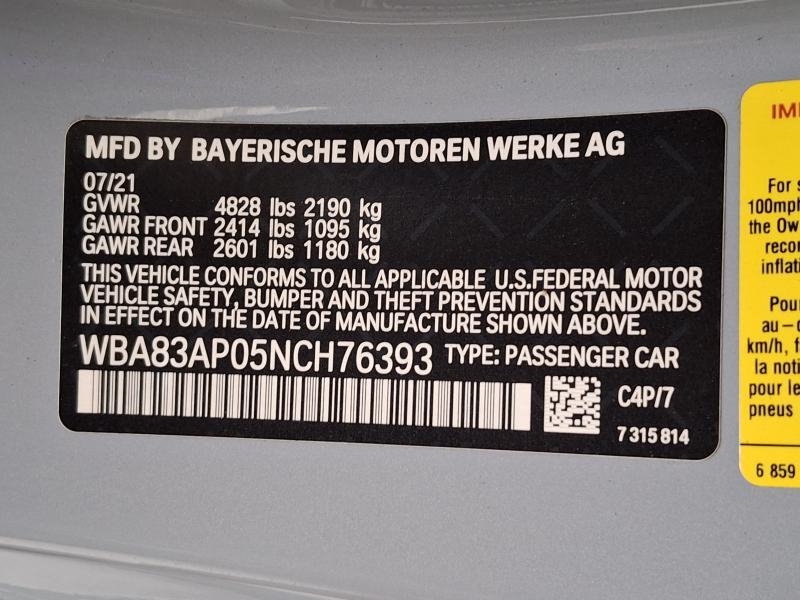 MFD BY BAYERISCHE MOTOREN WERKE AG
07/21
GVWR 4828 lbs 2190 kg
GAWR FRONT 2414 lbs 1095 kg
GAWR REAR 2601 lbs 1180 kg
THIS VEHICLE CONFORMS TO ALL APPLICABLE U.S.FEDERAL MOTOR
VEHICLE SAFETY, BUMPER AND THEFT PREVENTION STANDARDS
IN EFFECT ON THE DATE OF MANUFACTURE SHOWN ABOVE.
WBA83AP05NCH76393 TYPE: PASSENGER CAR
C4P/7
7 315 814
For
100mph
the Ow
reco
inflati
Pou
au-c
km/h, f
la noti
pour le
pneus
6 859